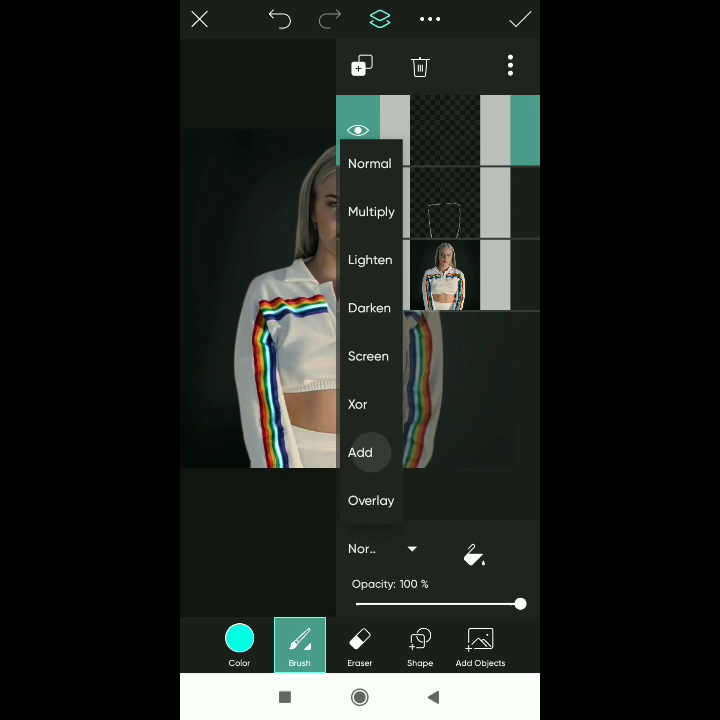 Normal
Multiply
Lighten
Darken
Screen
Xor
Add
Overlay
Nor..
Opacity: 100 %
Color
Brush
Eraser
Shape
Add Objects